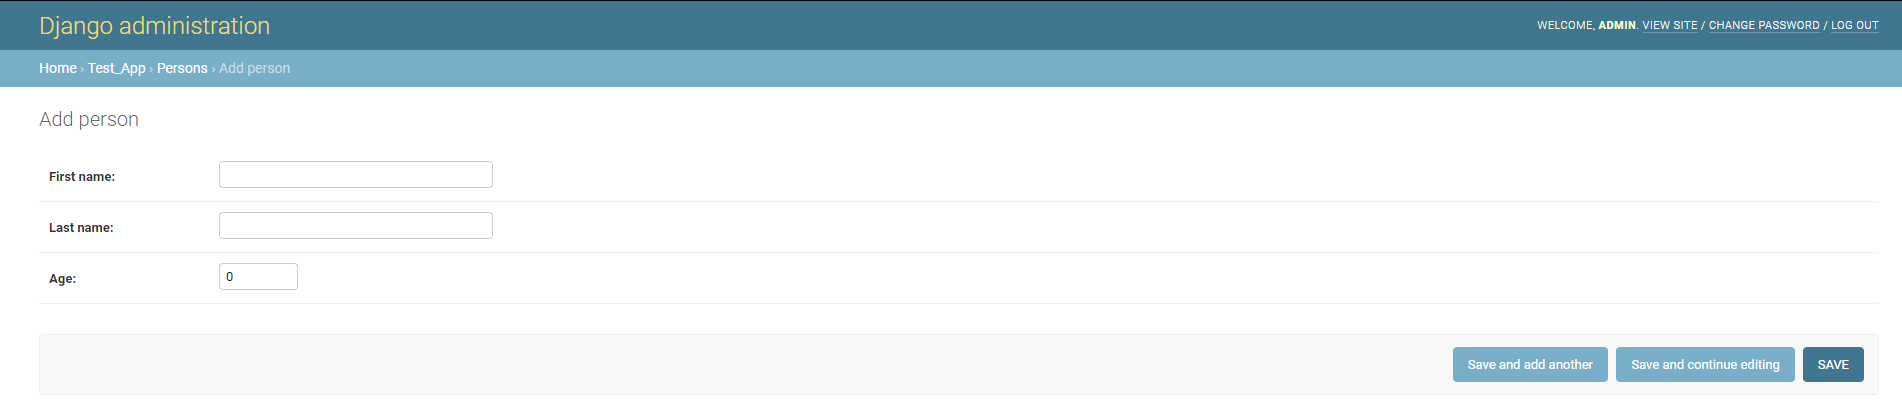 Django administration
WELCOME, ADMIN. VIEW SITE / CHANGE PASSWORD / LOG OUT
Home › Test_App › Persons › Add person
Add person
First name:
Last name:
Age: 0
Save and add another Save and continue editing SAVE